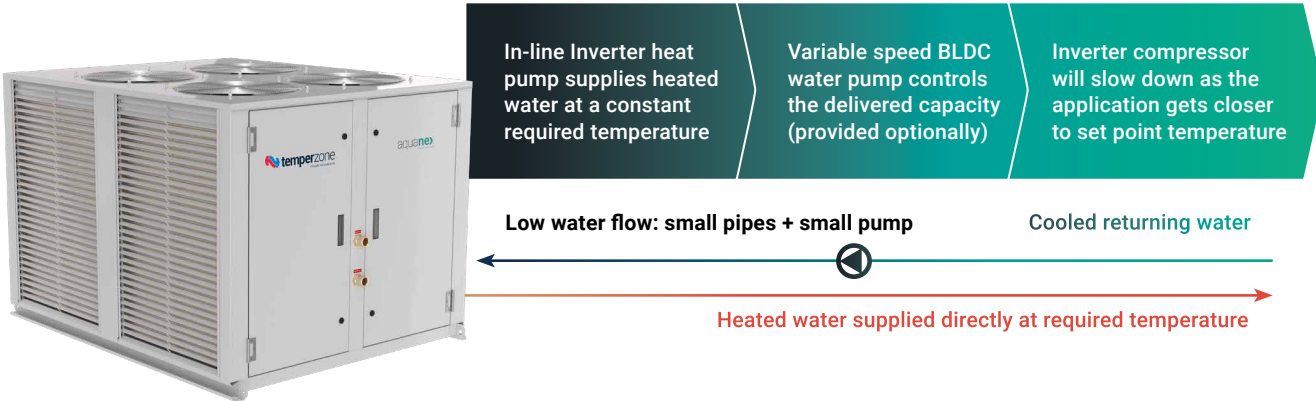 In-line Inverter heat
pump supplies heated
water at a constant
required temperature
Variable speed BLDC
water pump controls
the delivered capacity
(provided optionally)
Inverter compressor
will slow down as the
application gets closer
to set point temperature
temperzone
aquanex
Low water flow: small pipes + small pump
Cooled returning water
Heated water supplied directly at required temperature